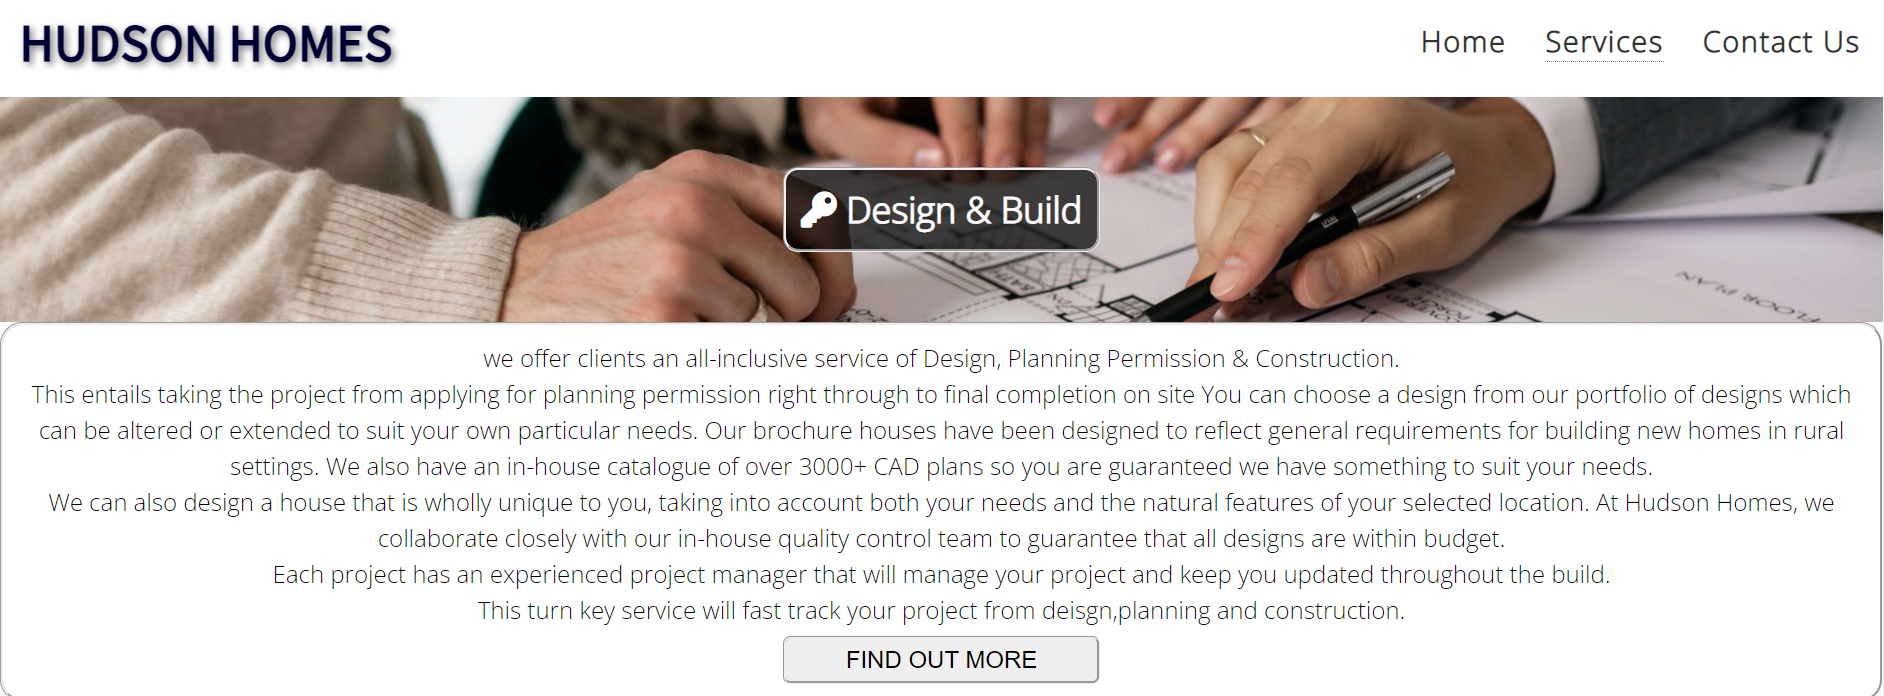 HUDSON HOMES
Home Services Contact Us
Design & Build
FLOOR PLAN
we offer clients an all-inclusive service of Design, Planning Permission & Construction.
This entails taking the project from applying for planning permission right through to final completion on site You can choose a design from our portfolio of designs which
can be altered or extended to suit your own particular needs. Our brochure houses have been designed to reflect general requirements for building new homes in rural
settings. We also have an in-house catalogue of over 3000+ CAD plans so you are guaranteed we have something to suit your needs.
We can also design a house that is wholly unique to you, taking into account both your needs and the natural features of your selected location. At Hudson Homes, we
collaborate closely with our in-house quality control team to guarantee that all designs are within budget.
Each project has an experienced project manager that will manage your project and keep you updated throughout the build.
This turn key service will fast track your project from deisgn,planning and construction.
FIND OUT MORE